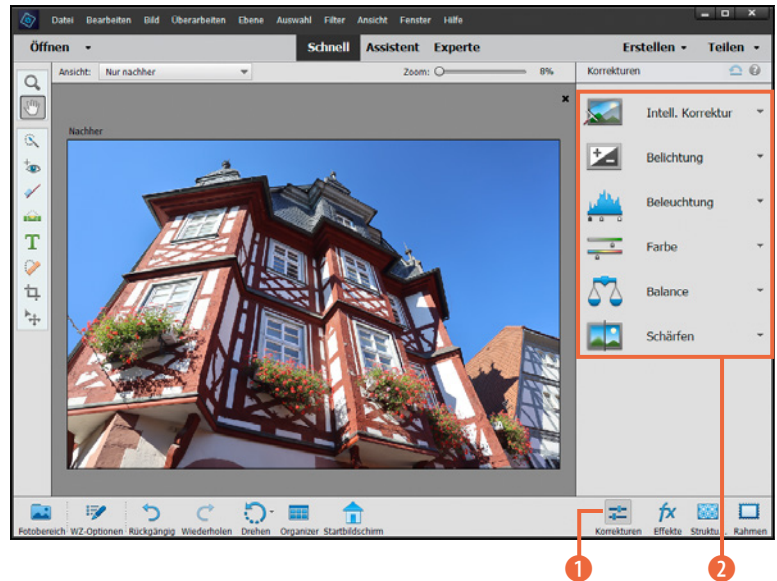 Datei Bearbeiten Bild Überarbeiten Ebene Auswahl Filter Ansicht Fenster Hilfe
Öffnen Schnell Assistent Experte Erstellen Teilen
Ansicht: Nur nachher Zoom: 8% Korrekturen
Nachher
Intell. Korrektur
Belichtung
Beleuchtung
Farbe
Balance
Schärfen
T
Fotobereich WZ-Optionen Rückgängig Wiederholen Drehen Organizer Startbildschirm Korrekturen Effekte Struktu... Rahmen
fx
1 2